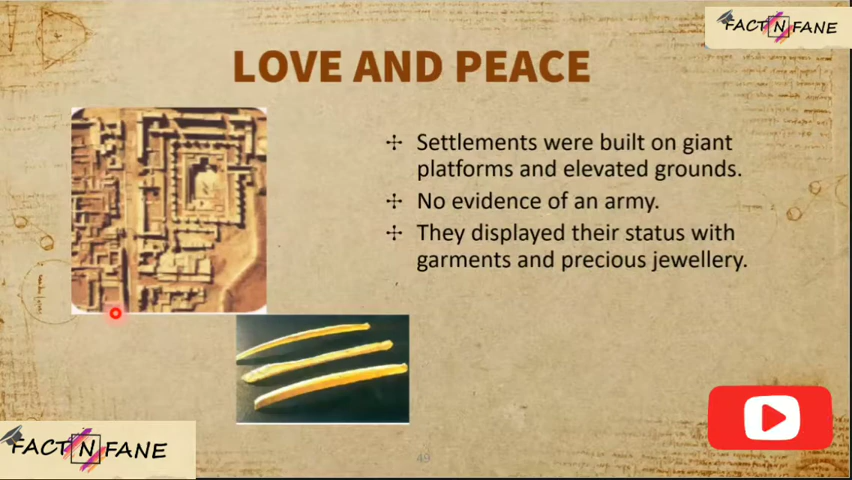 FACT N FANE
LOVE AND PEACE
✣ Settlements were built on giant
platforms and elevated grounds.
✣ No evidence of an army.
✣ They displayed their status with
garments and precious jewellery.
FACT N FANE
49